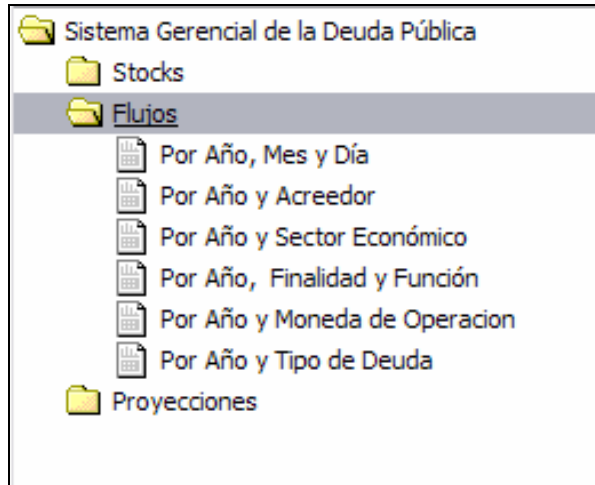 Sistema Gerencial de la Deuda Pública
Stocks
Flujos
Por Año, Mes y Día
Por Año y Acreedor
Por Año y Sector Económico
Por Año,  Finalidad y Función
Por Año y Moneda de Operacion
Por Año y Tipo de Deuda
Proyecciones